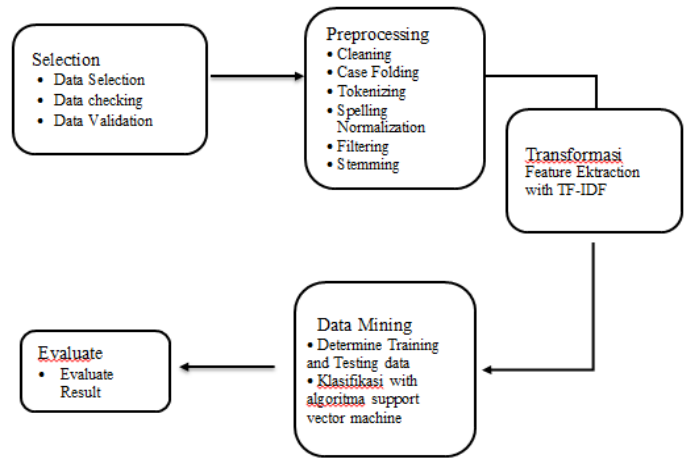 Selection
• Data Selection
• Data checking
• Data Validation
Preprocessing
• Cleaning
• Case Folding
• Tokenizing
• Spelling
Normalization
• Filtering
• Stemming
Transformasi
Feature Ektraction
with TF-IDF
Data Mining
• Determine Training
and Testing data
• Klasifikasi with
algoritma support
vector machine
Evaluate
• Evaluate
Result